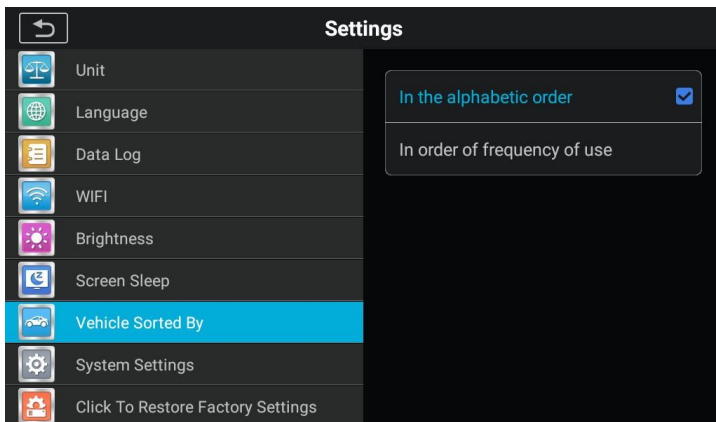 Settings
Unit
Language
Data Log
WIFI
Brightness
Screen Sleep
Vehicle Sorted By
System Settings
Click To Restore Factory Settings
In the alphabetic order
In order of frequency of use